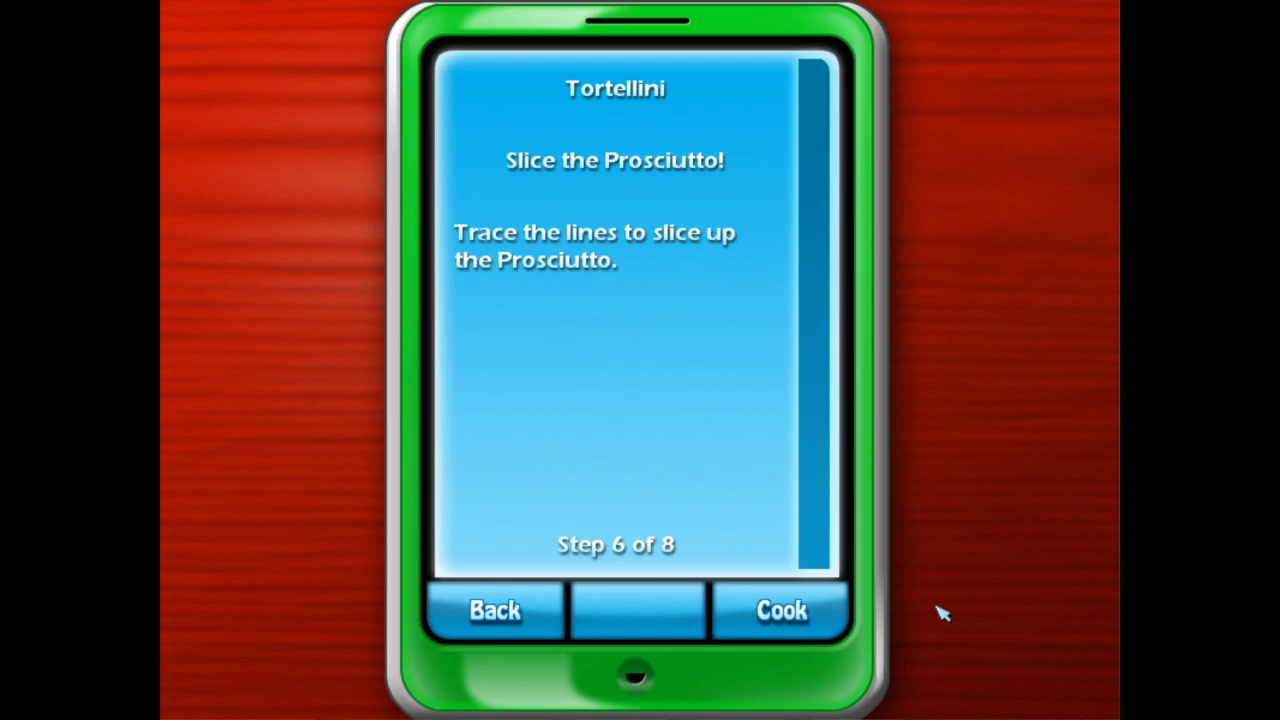 Tortellini
Slice the Prosciutto!
Trace the lines to slice up
the Prosciutto.
Step 6 of 8
Back
Cook